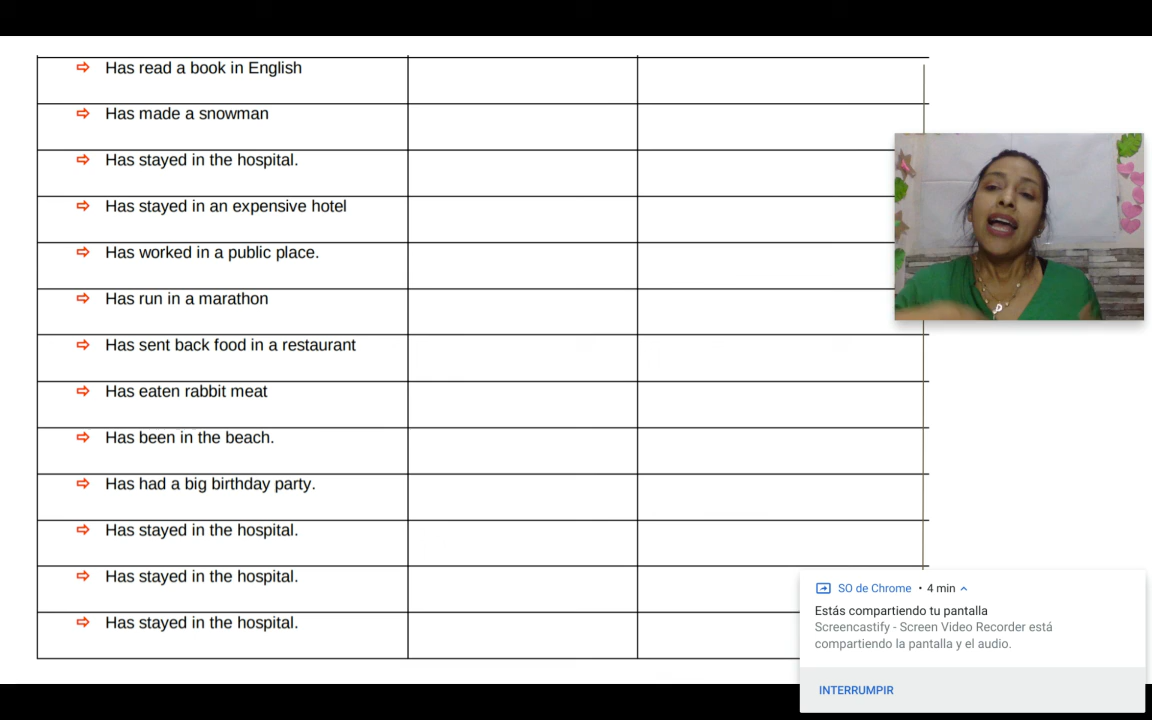 Has read a book in English
Has made a snowman
Has stayed in the hospital.
Has stayed in an expensive hotel
Has worked in a public place.
Has run in a marathon
Has sent back food in a restaurant
Has eaten rabbit meat
Has been in the beach.
Has had a big birthday party.
Has stayed in the hospital.
Has stayed in the hospital.
Has stayed in the hospital.
SO de Chrome • 4 min
Estás compartiendo tu pantalla
Screencastify - Screen Video Recorder está
compartiendo la pantalla y el audio.
INTERRUMPIR